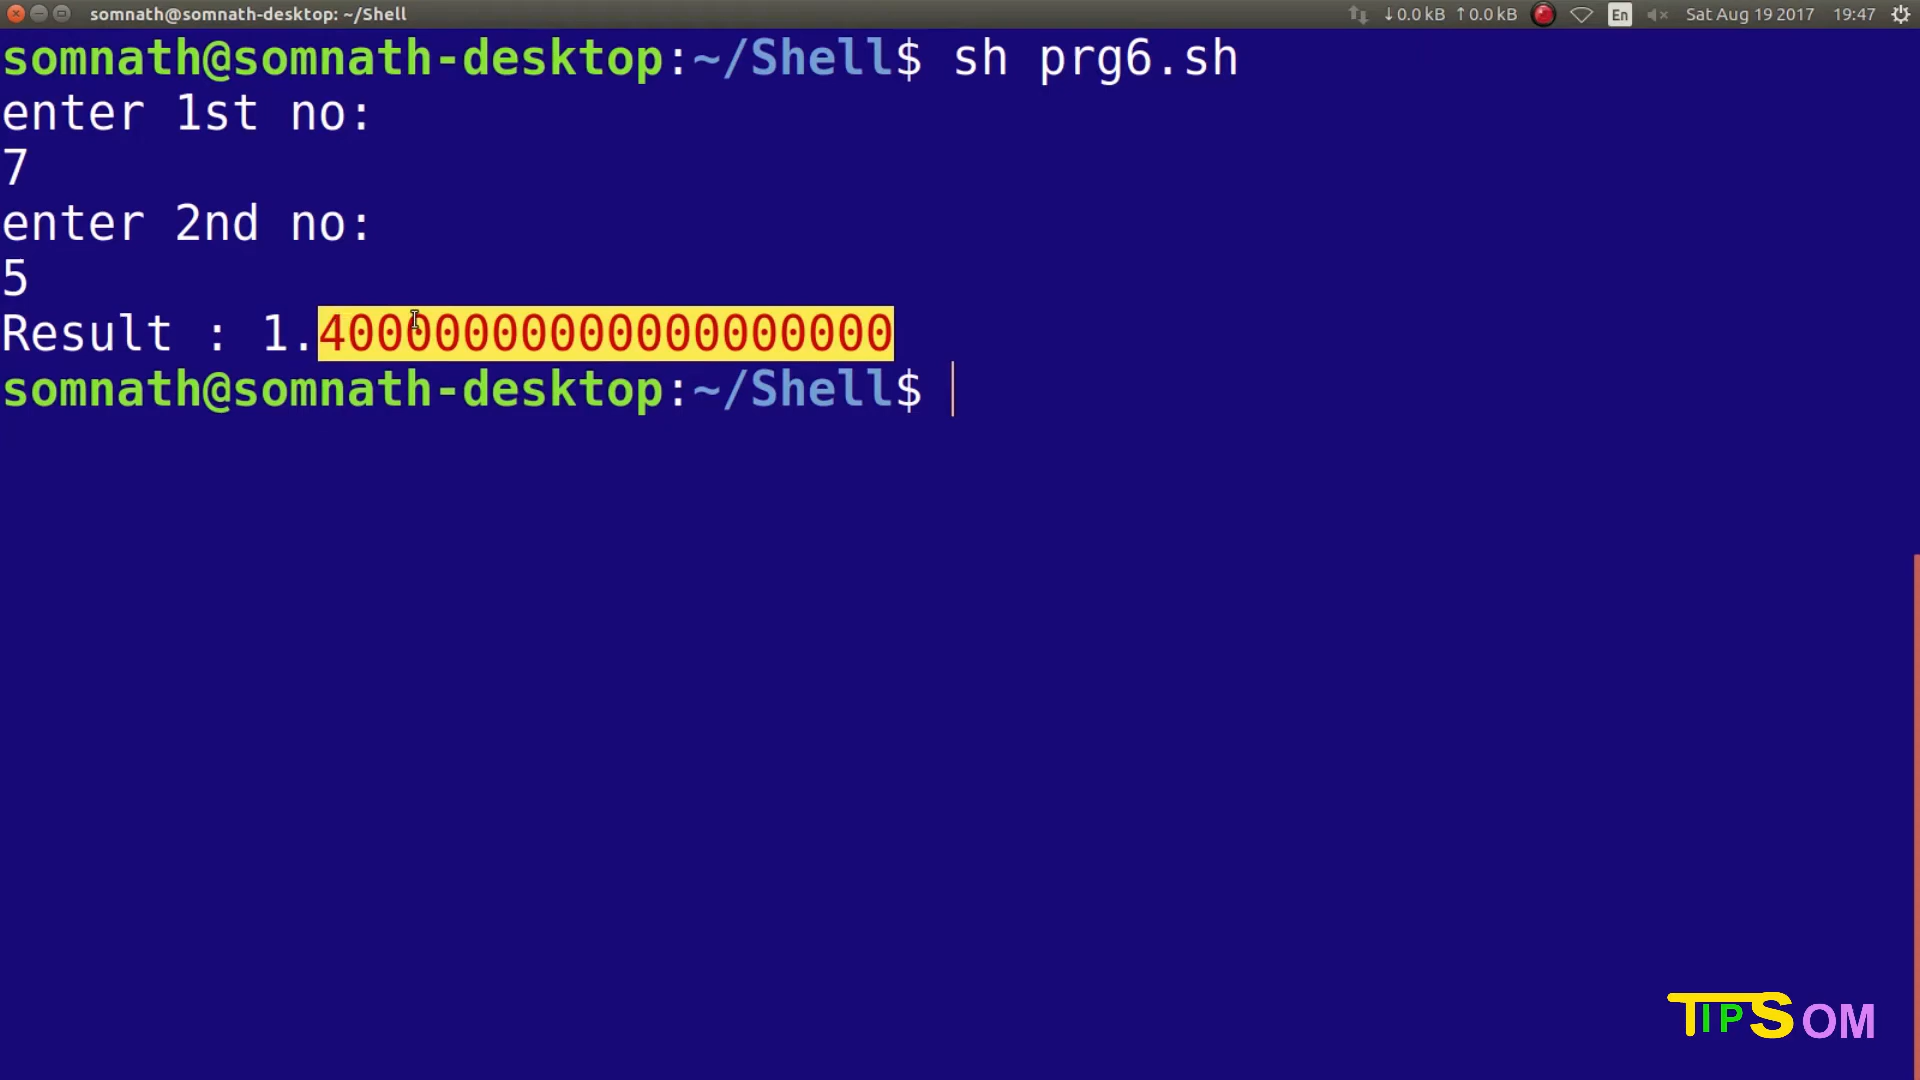 somnath@somnath-desktop: ~/Shell
↓0.0 kB ↑0.0 kB En Sat Aug 19 2017 19:47
somnath@somnath-desktop:~/Shell$ sh prg6.sh
enter 1st no:
7
enter 2nd no:
5
Result : 1.40000000000000000000
somnath@somnath-desktop:~/Shell$
TIPSOM